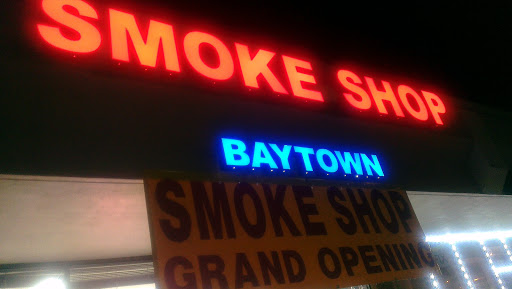 SMOKE SHOP
BAYTOWN
SMOKE SHOP
GRAND OPENING